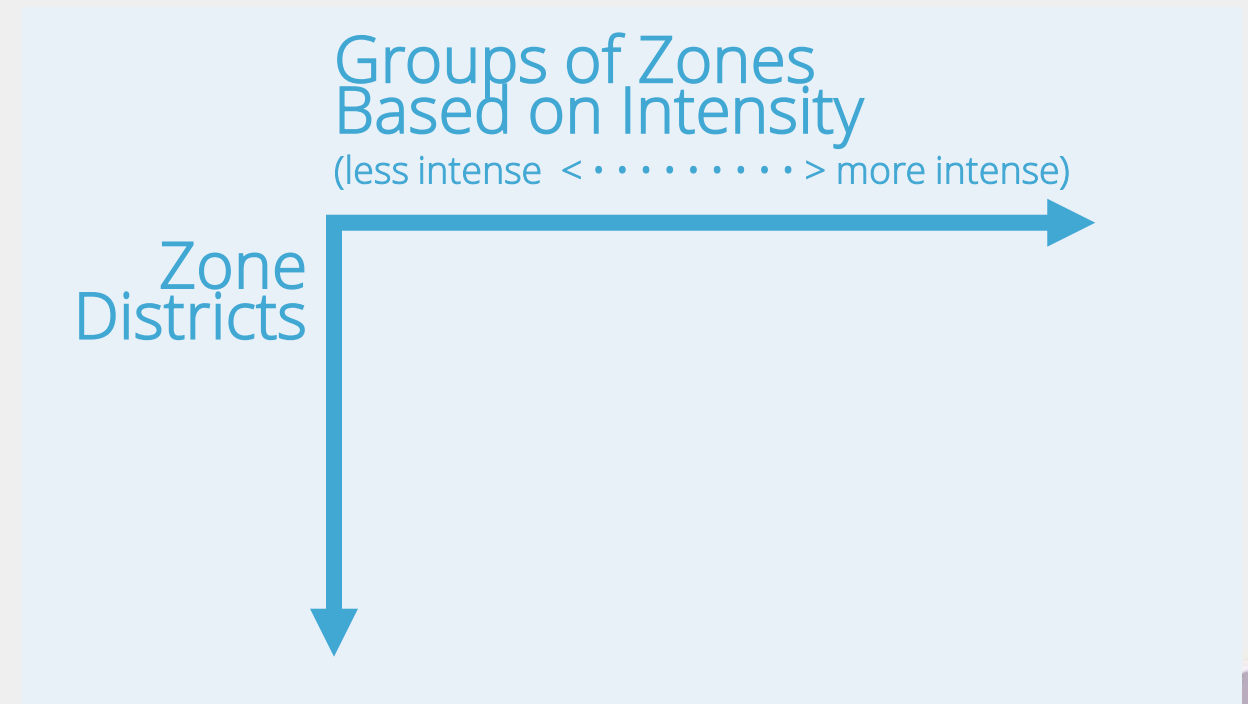 Groups of Zones
Based on Intensity
(less intense < • • • • • • • • • > more intense)
Zone
Districts